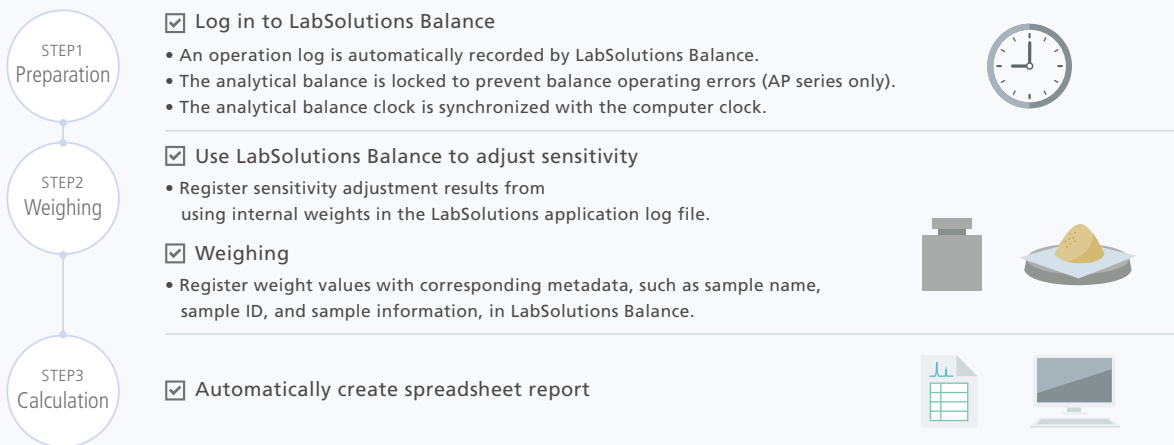 STEP1
Preparation
Log in to LabSolutions Balance
• An operation log is automatically recorded by LabSolutions Balance.
• The analytical balance is locked to prevent balance operating errors (AP series only).
• The analytical balance clock is synchronized with the computer clock.
STEP2
Weighing
Use LabSolutions Balance to adjust sensitivity
• Register sensitivity adjustment results from
using internal weights in the LabSolutions application log file.
Weighing
• Register weight values with corresponding metadata, such as sample name,
sample ID, and sample information, in LabSolutions Balance.
STEP3
Calculation
Automatically create spreadsheet report